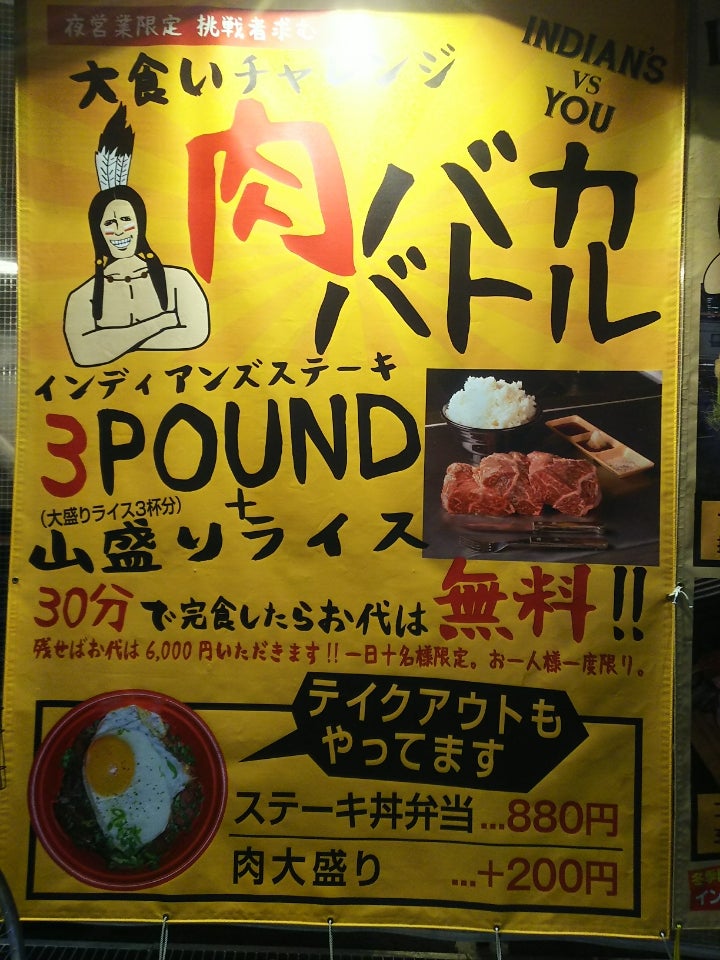 夜営業限定 挑戦者求む
大食いチャレンジ
INDIAN'S
VS
YOU
肉バカ
バトル
インディアンズステーキ
3POUND
(大盛りライス3杯分)
+
山盛りライス
30分で完食したらお代は無料!!
残せばお代は6,000円いただきます!! 一日十名様限定。お一人様一度限り。
テイクアウトも
やってます
ステーキ丼弁当…880円
肉大盛り …+200円